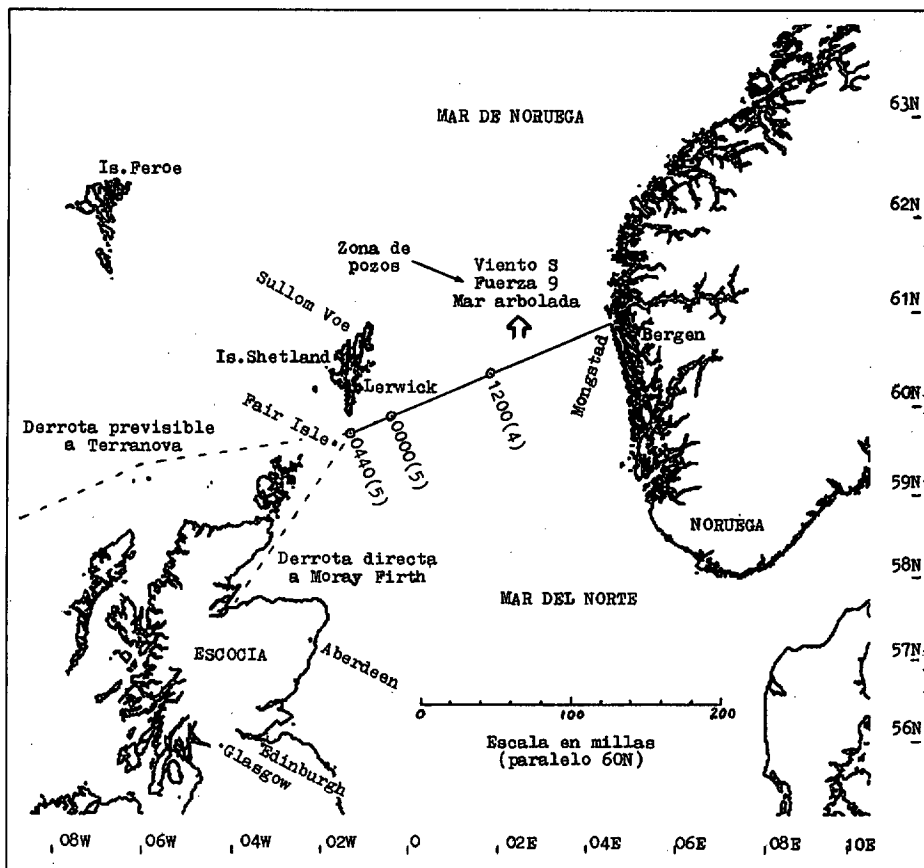 63N
MAR DE NORUEGA
Is.Feroe
62N
Zona de
pozos
Viento S
Fuerza 9
Mar arbolada
61N
Sullom Voe
Bergen
Is.Shetland
Mongstad
Lerwick
60N
1200(4)
Fair Isle
0000(5)
0440(5)
Derrota previsible
a Terranova
59N
NORUEGA
58N
Derrota directa
a Moray Firth
MAR DEL NORTE
57N
ESCOCIA
Aberdeen
0 100 200
56N
Escala en millas
(paralelo 60N)
Edinburgh
Glasgow
08W 06W 04W 02W 0 02E 04E 06E 08E 10E